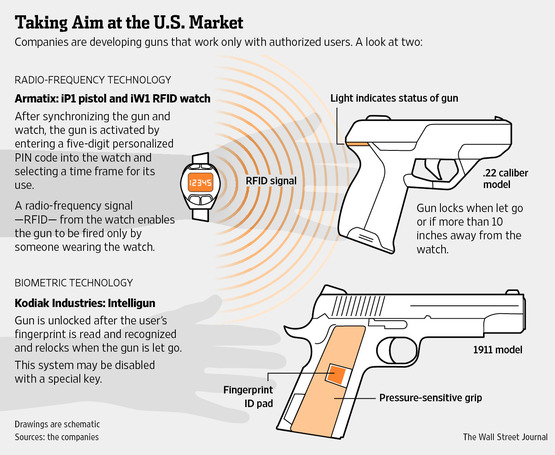 Taking Aim at the U.S. Market
Companies are developing guns that work only with authorized users. A look at two:
RADIO-FREQUENCY TECHNOLOGY
Armatix: iP1 pistol and iW1 RFID watch
After synchronizing the gun and
watch, the gun is activated by
entering a five-digit personalized
PIN code into the watch and
selecting a time frame for its
use.
A radio-frequency signal
—RFID— from the watch enables
the gun to be fired only by
someone wearing the watch.
12345
RFID signal
Light indicates status of gun
.22 caliber
model
Gun locks when let go
or if more than 10
inches away from the
watch.
BIOMETRIC TECHNOLOGY
Kodiak Industries: Intelligun
Gun is unlocked after the user's
fingerprint is read and recognized
and relocks when the gun is let go.
This system may be disabled
with a special key.
1911 model
Fingerprint
ID pad
Pressure-sensitive grip
Drawings are schematic
Sources: the companies
The Wall Street Journal